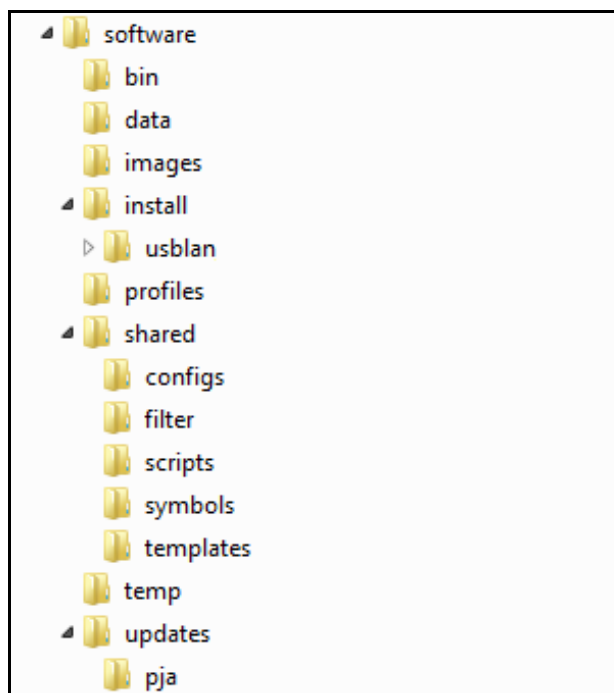 software
bin
data
images
install
usblan
profiles
shared
configs
filter
scripts
symbols
templates
temp
updates
pja